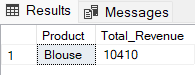 Results Messages
Product Total_Revenue
1 Blouse 10410